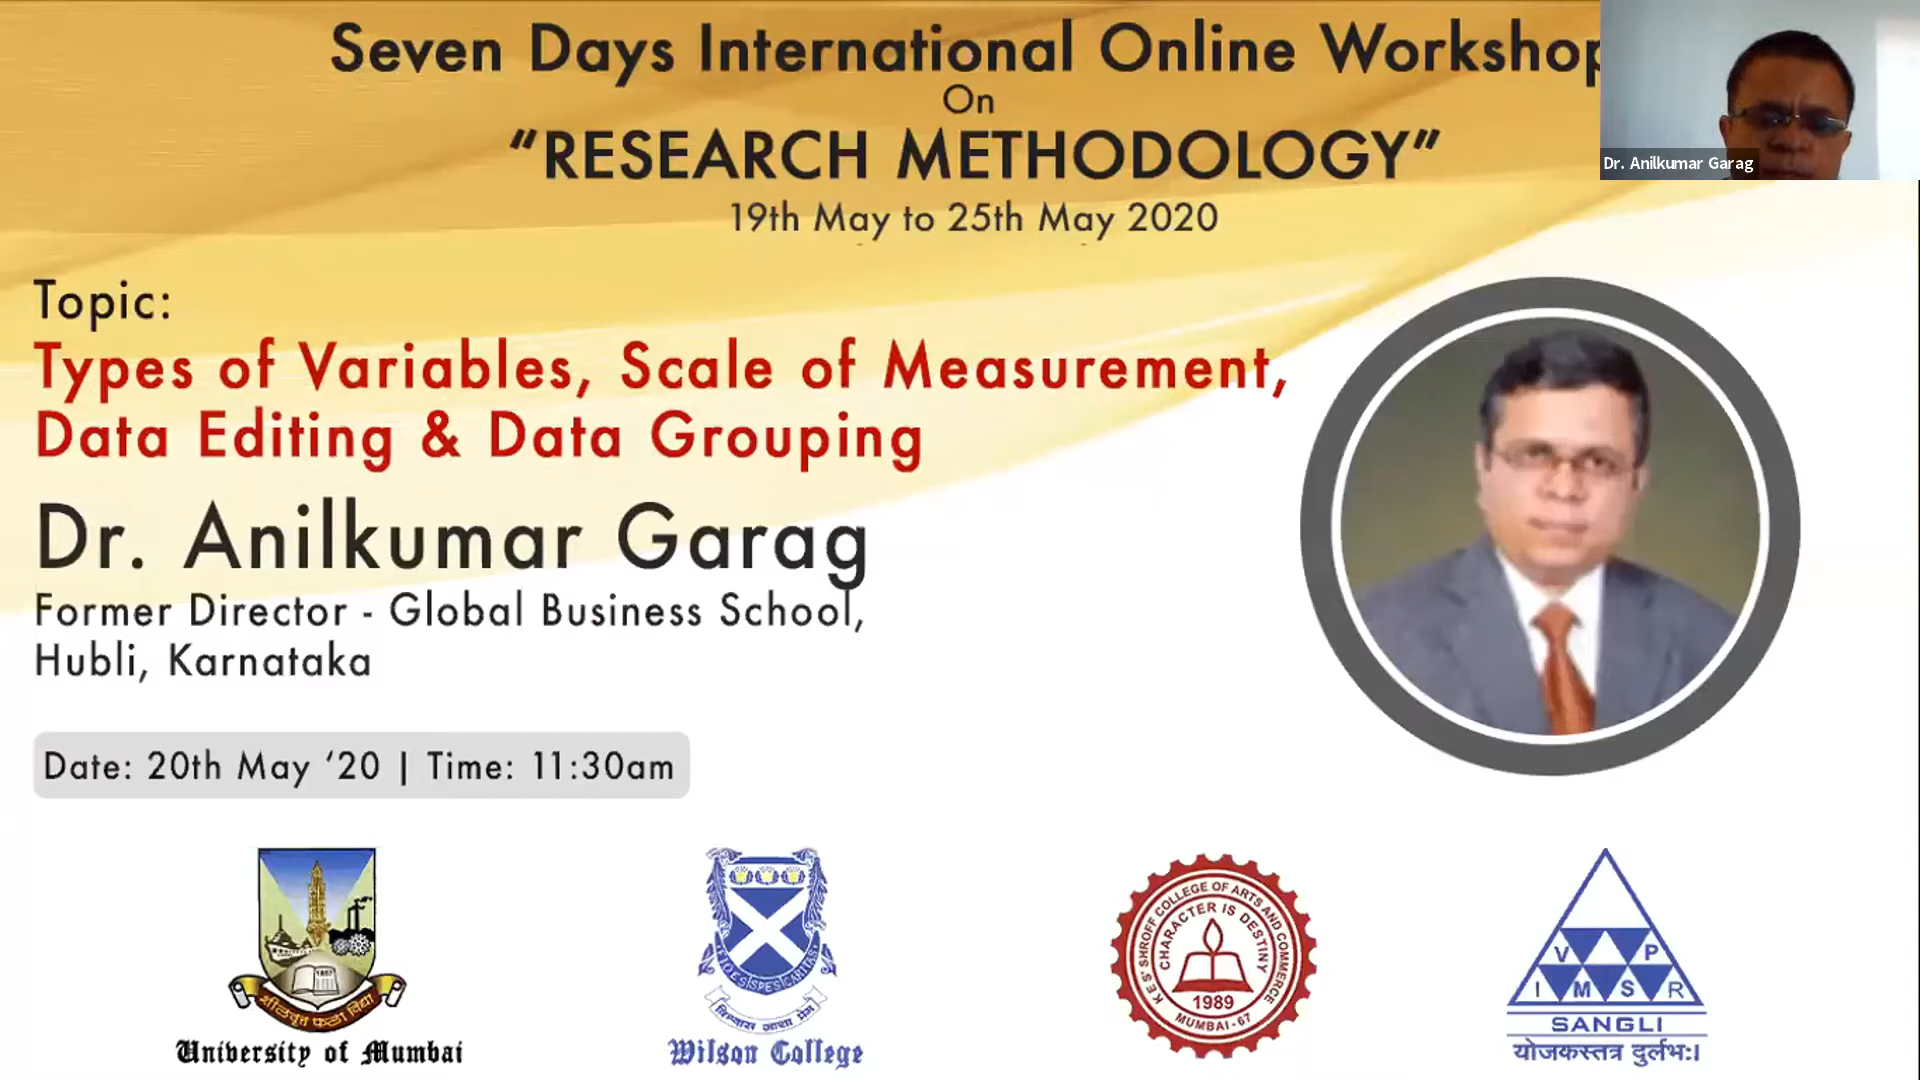 Seven Days International Online Workshop
On
“RESEARCH METHODOLOGY”
19th May to 25th May 2020
Dr. Anilkumar Garag
Topic:
Types of Variables, Scale of Measurement,
Data Editing & Data Grouping
Dr. Anilkumar Garag
Former Director - Global Business School,
Hubli, Karnataka
Date: 20th May ‘20 | Time: 11:30am
1857
शीलवृत्त फला विद्या
University of Mumbai
Wilson College
K E S' SHROFF COLLEGE OF ARTS AND COMMERCE
CHARACTER IS DESTINY
1989
MUMBAI-67
V P
I M S R
SANGLI
योजकस्तत्र दुर्लभः।